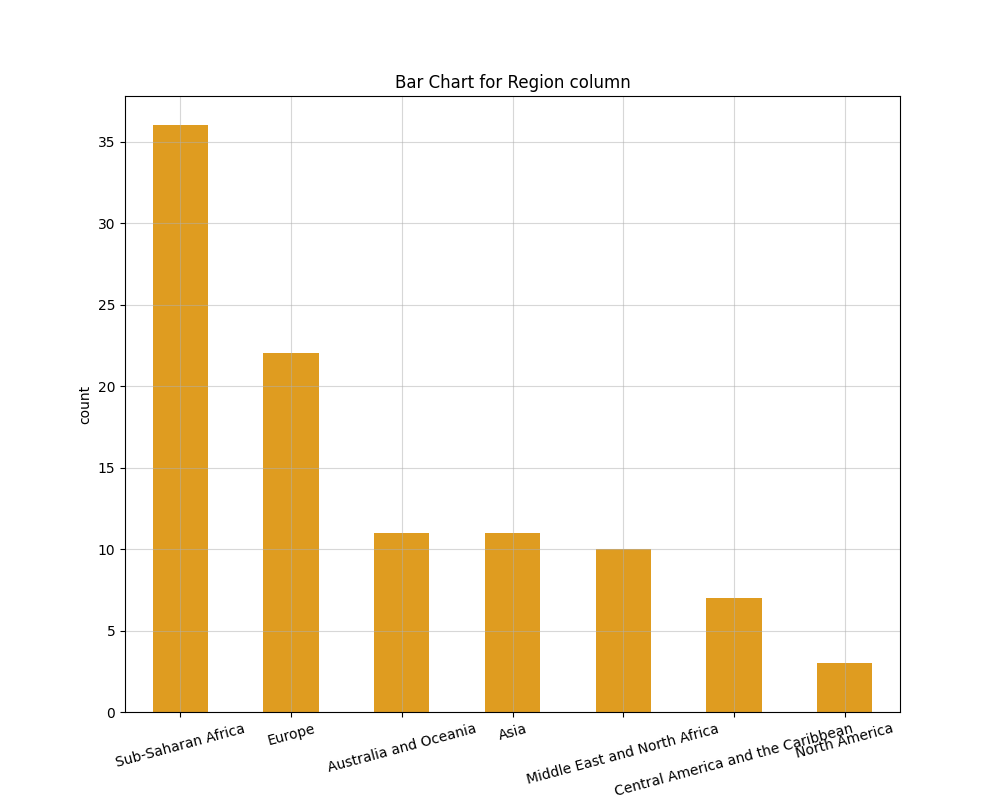 Bar Chart for Region column
count
35
30
25
20
15
10
5
0
Sub-Saharan Africa
Europe
Australia and Oceania
Asia
Middle East and North Africa
Central America and the Caribbean
North America